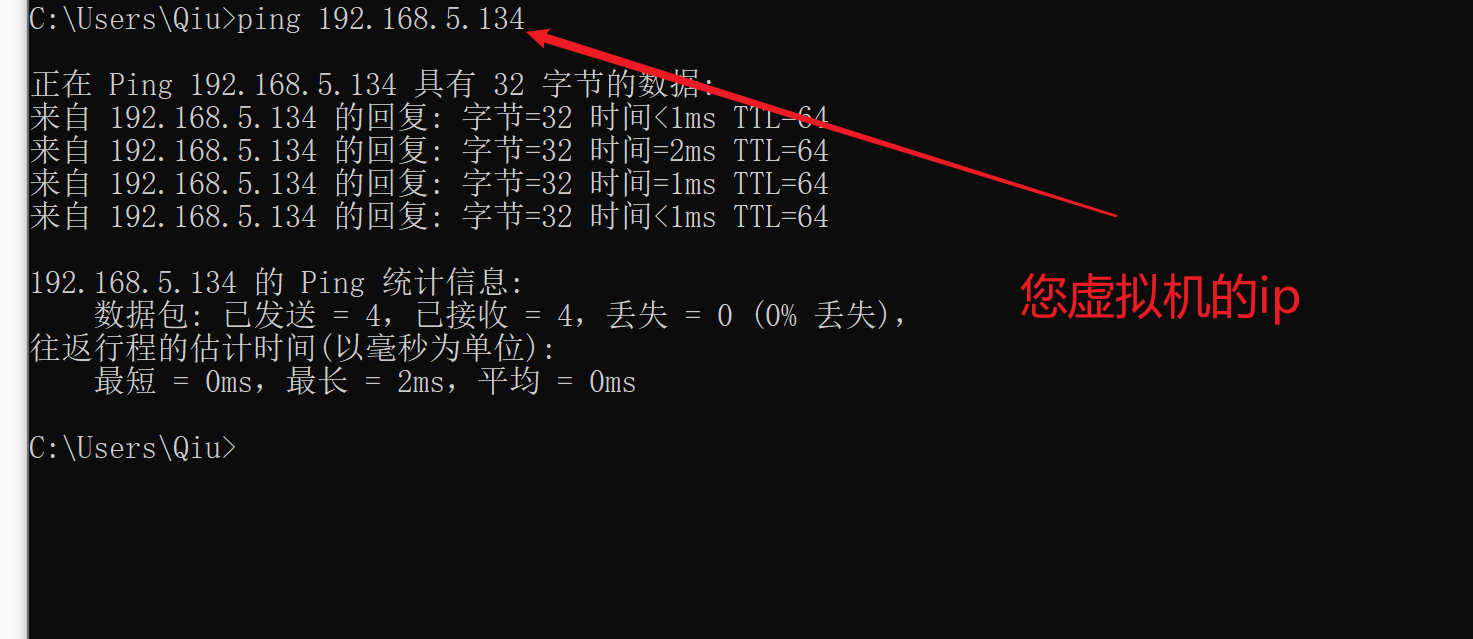 C:\Users\Qiu>ping 192.168.5.134
正在 Ping 192.168.5.134 具有 32 字节的数据:
来自 192.168.5.134 的回复: 字节=32 时间<1ms TTL=64
来自 192.168.5.134 的回复: 字节=32 时间=2ms TTL=64
来自 192.168.5.134 的回复: 字节=32 时间=1ms TTL=64
来自 192.168.5.134 的回复: 字节=32 时间<1ms TTL=64
192.168.5.134 的 Ping 统计信息:
数据包: 已发送 = 4，已接收 = 4，丢失 = 0 (0% 丢失)，
往返行程的估计时间(以毫秒为单位):
最短 = 0ms，最长 = 2ms，平均 = 0ms
C:\Users\Qiu>
您虚拟机的ip